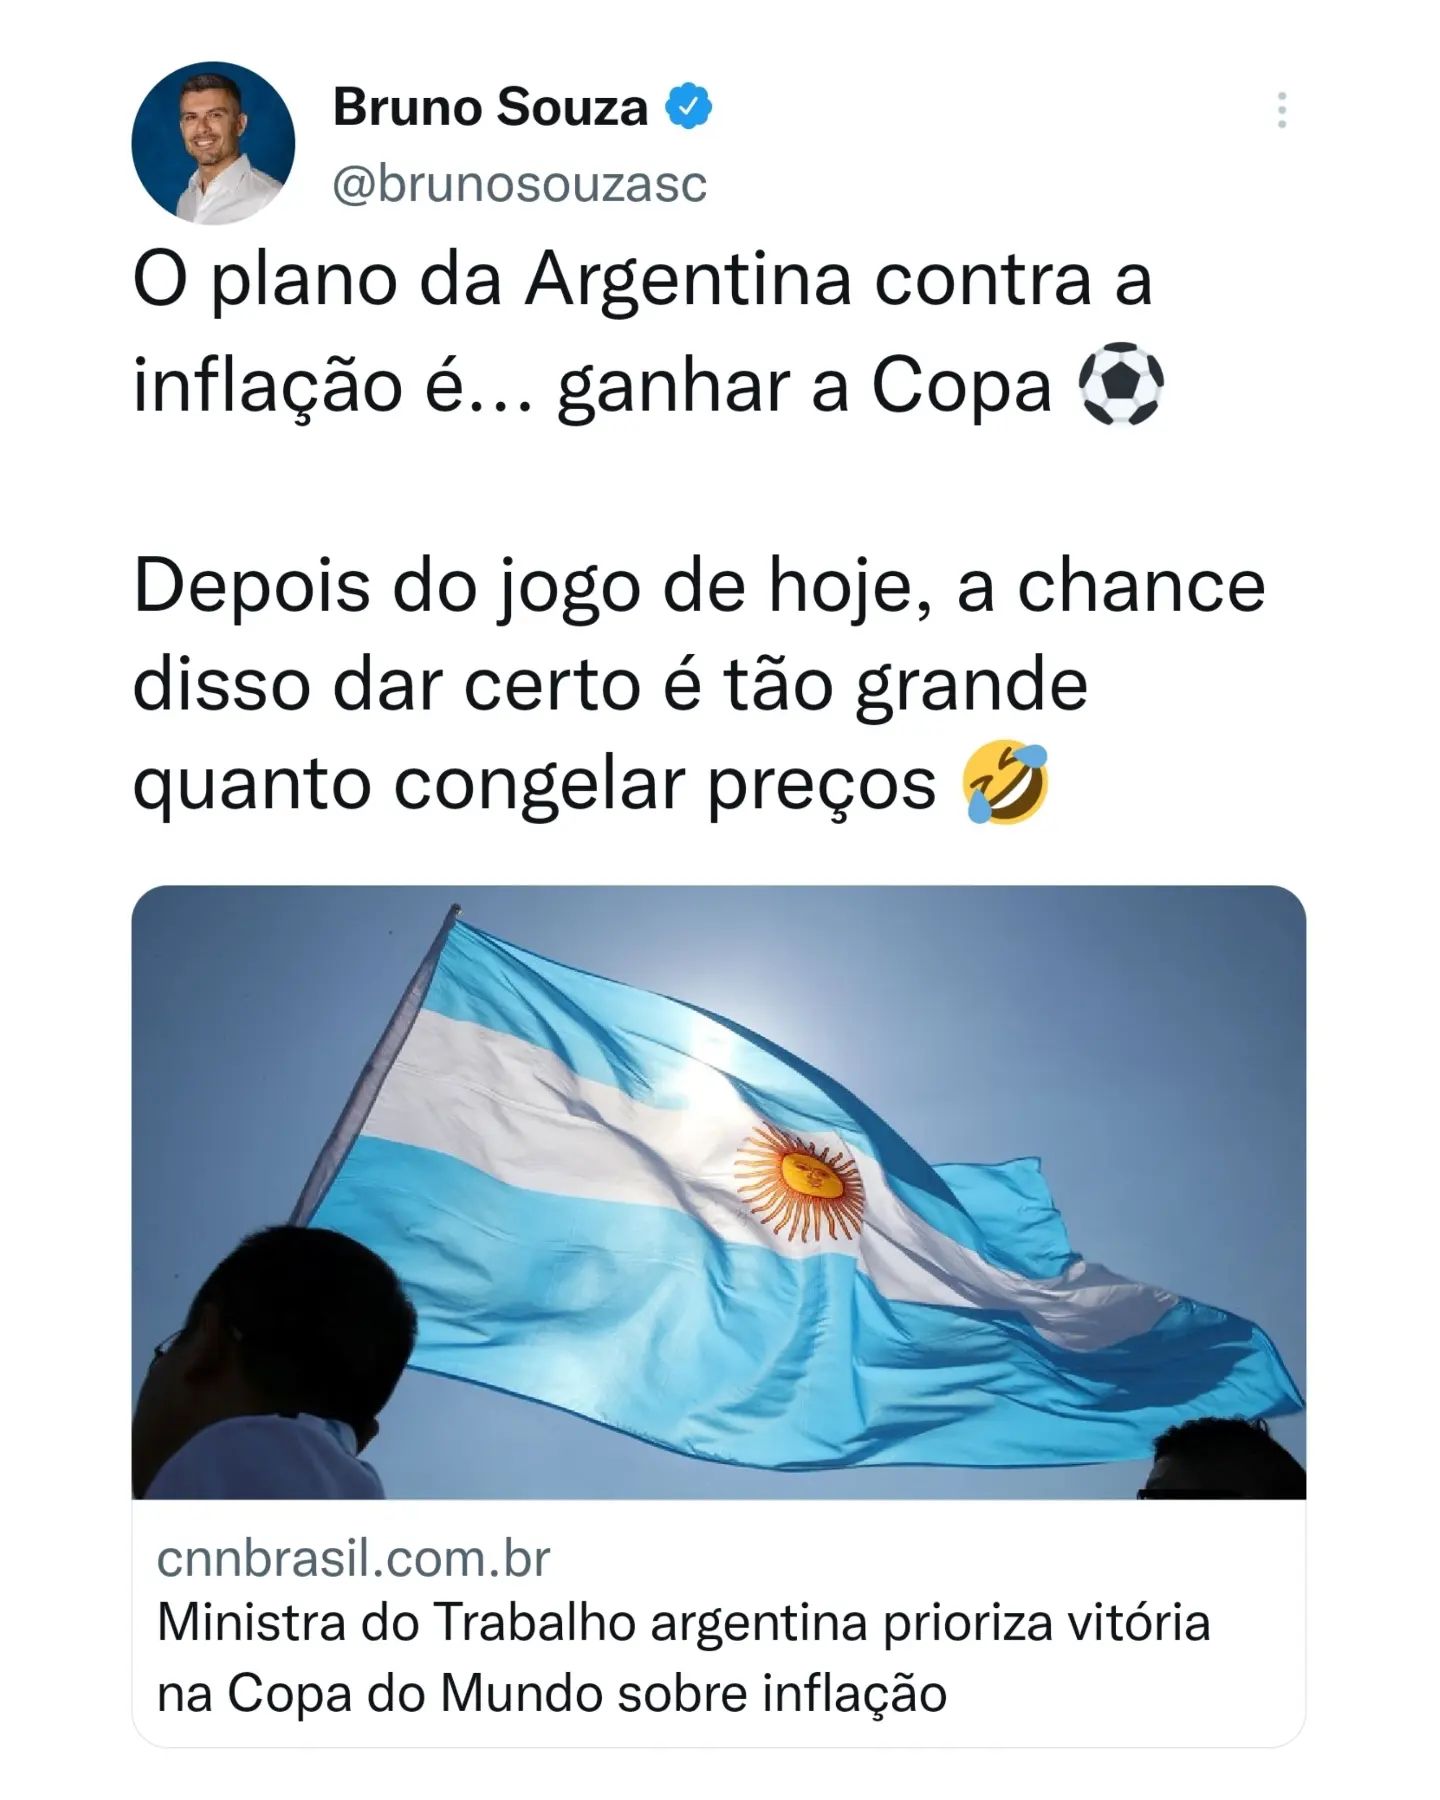 Bruno Souza
@brunosouzasc
O plano da Argentina contra a
inflação é... ganhar a Copa ⚽
Depois do jogo de hoje, a chance
disso dar certo é tão grande
quanto congelar preços 🤣
cnnbrasil.com.br
Ministra do Trabalho argentina prioriza vitória
na Copa do Mundo sobre inflação